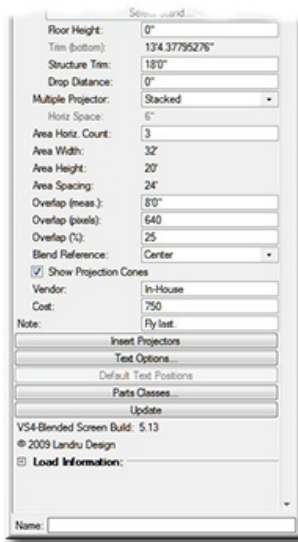 Select Stand...
Floor Height: 0"
Trim (bottom): 13'4.37795276"
Structure Trim: 18'0"
Drop Distance: 0"
Multiple Projector: Stacked
Horiz Space: 6"
Area Horiz. Count: 3
Area Width: 32'
Area Height: 20'
Area Spacing: 24'
Overlap (meas.): 8'0"
Overlap (pixels): 640
Overlap (%): 25
Blend Reference: Center
Show Projection Cones
Vendor: In-House
Cost: 750
Note: Fly last.
Insert Projectors
Text Options...
Default Text Positions
Parts Classes...
Update
VS4-Blended Screen Build: 5.13
© 2009 Landru Design
Load Information:
Name: